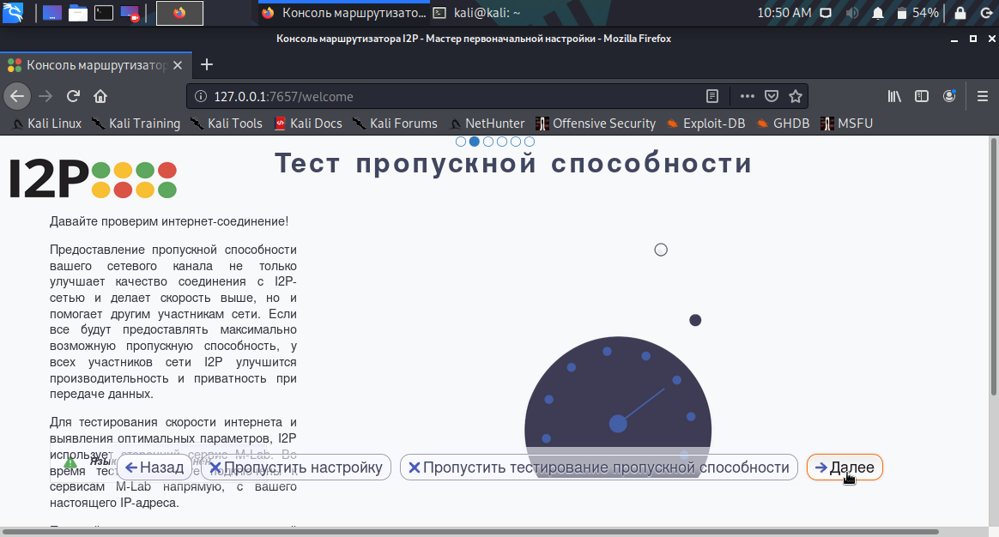 Консоль маршрутизато...
kali@kali: ~
10:50 AM
54%
Консоль маршрутизатора I2P - Мастер первоначальной настройки - Mozilla Firefox
Консоль маршрутизатор
127.0.0.1:7657/welcome
Kali Linux
Kali Training
Kali Tools
Kali Docs
Kali Forums
NetHunter
Offensive Security
Exploit-DB
GHDB
MSFU
I2P
Тест пропускной способности
Давайте проверим интернет-соединение!
Предоставление пропускной способности
вашего сетевого канала не только
улучшает качество соединения с I2P-
сетью и делает скорость выше, но и
помогает другим участникам сети. Если
все будут предоставлять максимально
возможную пропускную способность, у
всех участников сети I2P улучшится
производительность и приватность при
передаче данных.
Для тестирования скорости интернета и
выявления оптимальных параметров, I2P
использует сторонний сервис M-Lab. Во
время
сервисам M-Lab напрямую, с вашего
настоящего IP-адреса.
Назад
Пропустить настройку
Пропустить тестирование пропускной способности
Далее